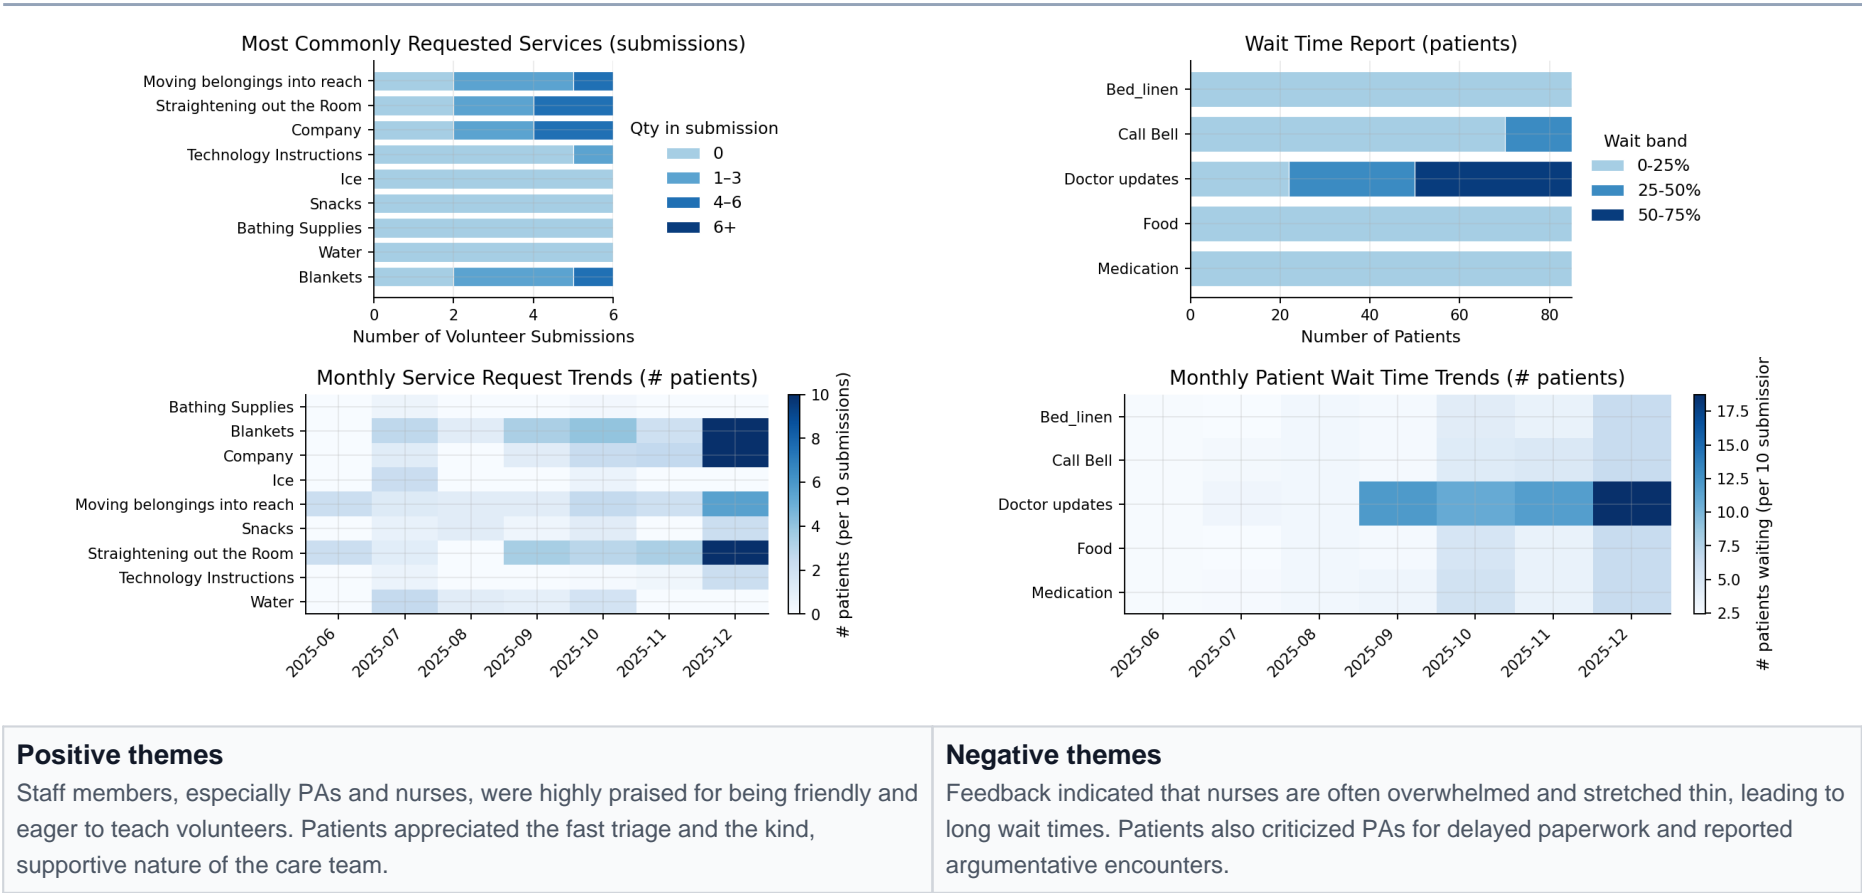 Most Commonly Requested Services (submissions)
Moving belongings into reach
Straightening out the Room
Company
Technology Instructions
Ice
Snacks
Bathing Supplies
Water
Blankets
0 2 4 6
Number of Volunteer Submissions
Qty in submission
0
1–3
4–6
6+
Wait Time Report (patients)
Bed_linen
Call Bell
Doctor updates
Food
Medication
0 20 40 60 80
Number of Patients
Wait band
0-25%
25-50%
50-75%
Monthly Service Request Trends (# patients)
Bathing Supplies
Blankets
Company
Ice
Moving belongings into reach
Snacks
Straightening out the Room
Technology Instructions
Water
2025-06 2025-07 2025-08 2025-09 2025-10 2025-11 2025-12
10
8
6
4
2
0
# patients (per 10 submissions)
Monthly Patient Wait Time Trends (# patients)
Bed_linen
Call Bell
Doctor updates
Food
Medication
2025-06 2025-07 2025-08 2025-09 2025-10 2025-11 2025-12
17.5
15.0
12.5
10.0
7.5
5.0
2.5
# patients waiting (per 10 submission
Positive themes
Staff members, especially PAs and nurses, were highly praised for being friendly and
eager to teach volunteers. Patients appreciated the fast triage and the kind,
supportive nature of the care team.
Negative themes
Feedback indicated that nurses are often overwhelmed and stretched thin, leading to
long wait times. Patients also criticized PAs for delayed paperwork and reported
argumentative encounters.